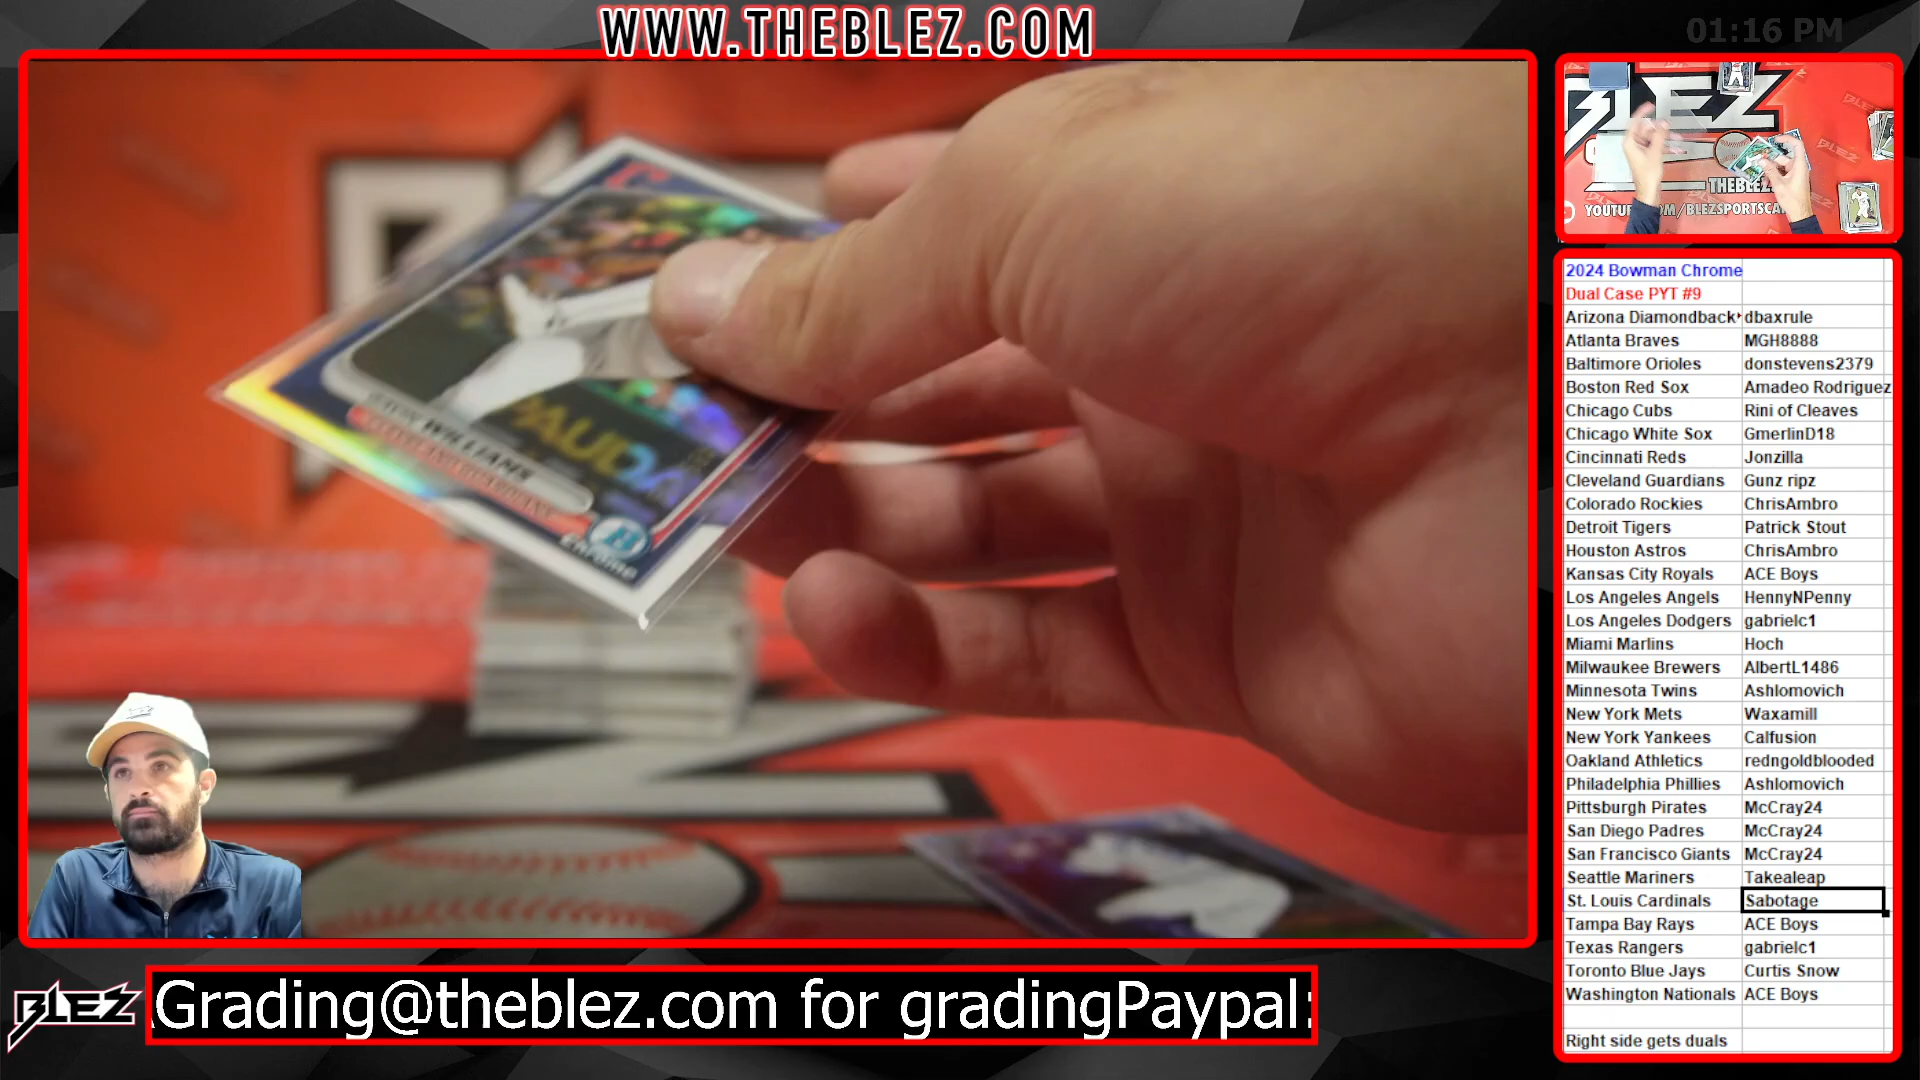 WWW.THEBLEZ.COM
01:16 PM
BLEZ
THEBLEZ
2024 Bowman Chrome
Dual Case PYT #9
Arizona Diamondback dbaxrule
Atlanta Braves MGH8888
Baltimore Orioles donstevens2379
Boston Red Sox Amadeo Rodriguez
Chicago Cubs Rini of Cleaves
Chicago White Sox GmerlinD18
Cincinnati Reds Jonzilla
Cleveland Guardians Gunz ripz
Colorado Rockies ChrisAmbro
Detroit Tigers Patrick Stout
Houston Astros ChrisAmbro
Kansas City Royals ACE Boys
Los Angeles Angels HennyNPenny
Los Angeles Dodgers gabrielc1
Miami Marlins Hoch
Milwaukee Brewers AlbertL1486
Minnesota Twins Ashlomovich
New York Mets Waxamill
New York Yankees Calfusion
Oakland Athletics redngoldblooded
Philadelphia Phillies Ashlomovich
Pittsburgh Pirates McCray24
San Diego Padres McCray24
San Francisco Giants McCray24
Seattle Mariners Takealeap
St. Louis Cardinals Sabotage
Tampa Bay Rays ACE Boys
Texas Rangers gabrielc1
Toronto Blue Jays Curtis Snow
Washington Nationals ACE Boys
Right side gets duals
C
WILLIAMS
B
CHROME
BLEZ
Grading@theblez.com for gradingPaypal: